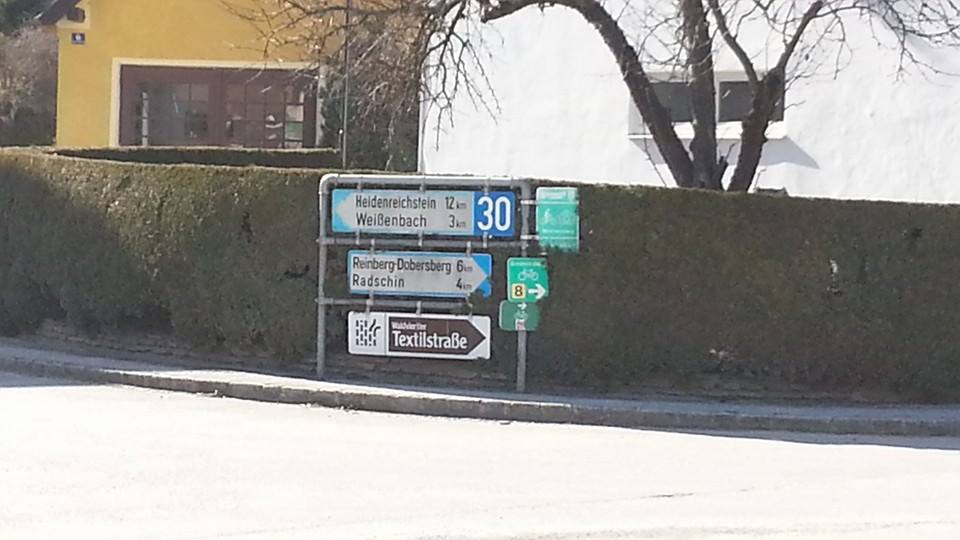 Heidenreichstein 12 km
Weißenbach 3 km
30
Reinberg-Dobersberg 6 km
Radschin 4 km
8
Waldviertler
Textilstraße